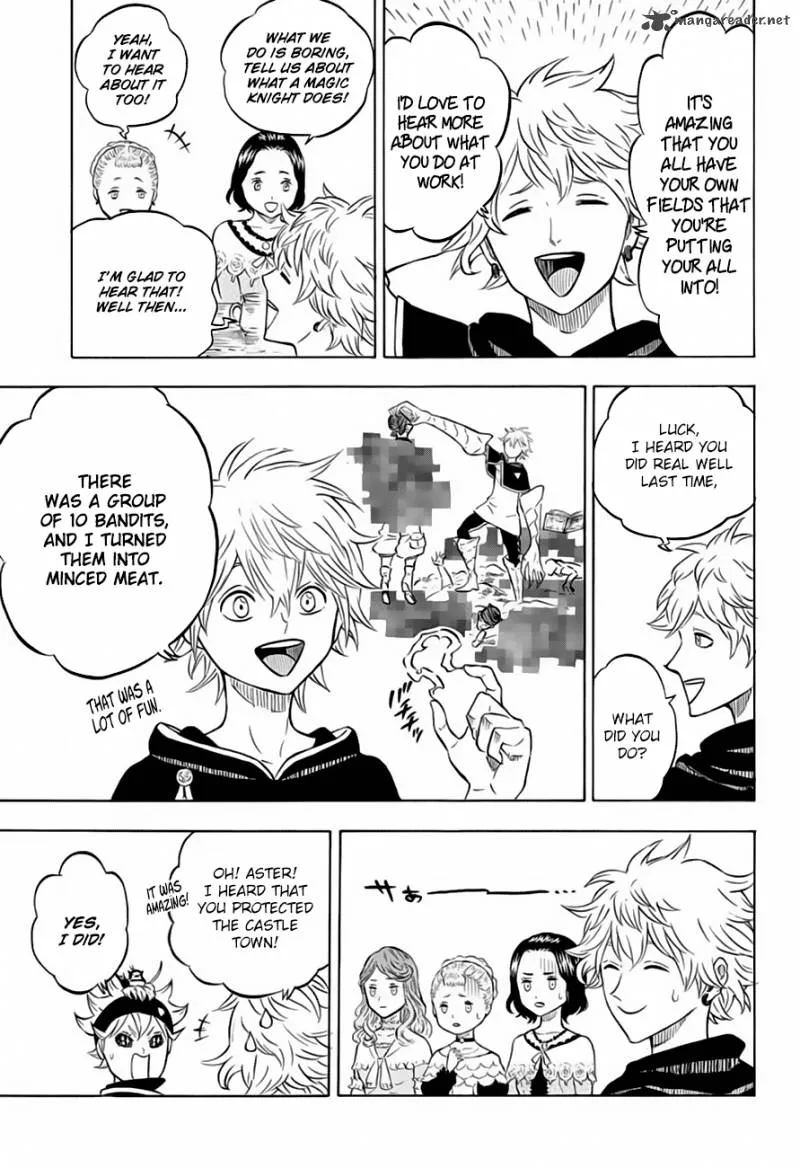 mangareader.net
IT'S
AMAZING
THAT YOU
ALL HAVE
YOUR OWN
FIELDS THAT
YOU'RE
PUTTING
YOUR ALL
INTO!
I'D LOVE TO
HEAR MORE
ABOUT WHAT
YOU DO AT
WORK!
WHAT WE
DO IS BORING,
TELL US ABOUT
WHAT A MAGIC
KNIGHT DOES!
YEAH,
I WANT
TO HEAR
ABOUT IT
TOO!
I'M GLAD TO
HEAR THAT!
WELL THEN...
LUCK,
I HEARD YOU
DID REAL WELL
LAST TIME,
WHAT
DID YOU
DO?
THERE
WAS A GROUP
OF 10 BANDITS,
AND I TURNED
THEM INTO
MINCED MEAT.
THAT WAS A
LOT OF FUN.
サあ
OH! ASTER!
I HEARD THAT
YOU PROTECTED
THE CASTLE
TOWN!
IT WAS
AMAZING!
YES,
I DID!